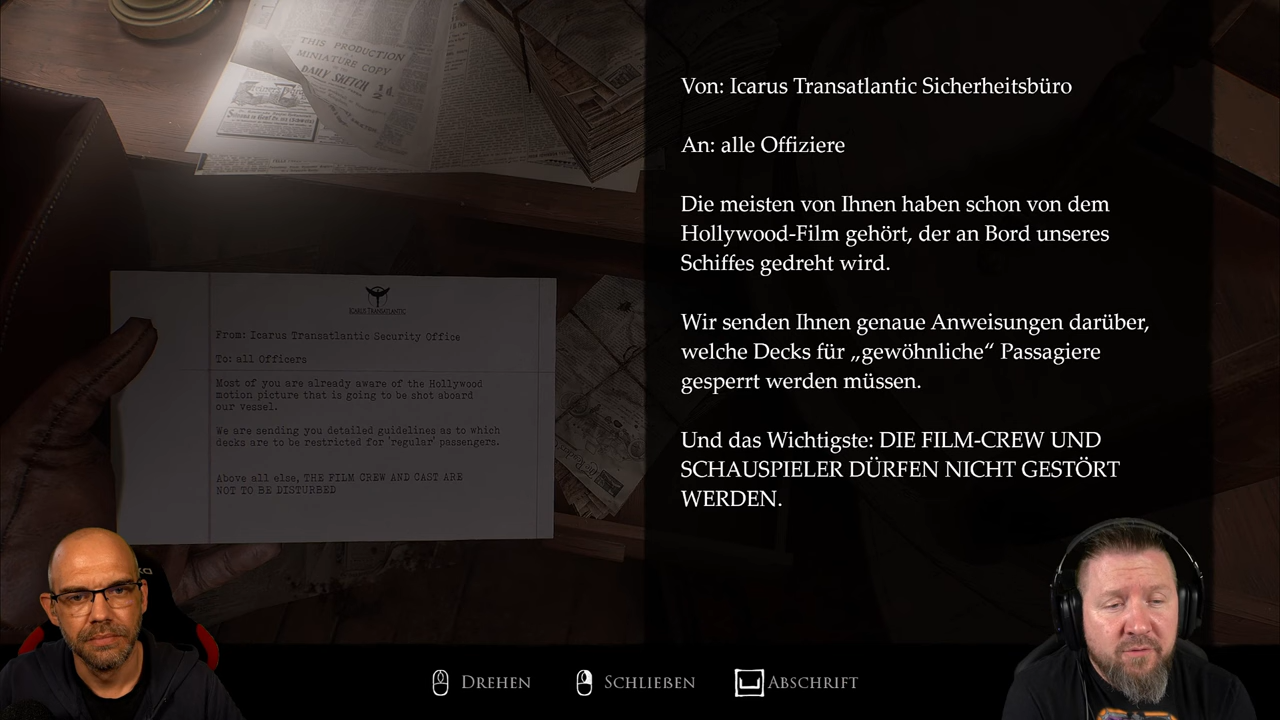 THIS PRODUCTION
MINIATURE COPY
DAILY SKETCH
Von: Icarus Transatlantic Sicherheitsbüro
An: alle Offiziere
Die meisten von Ihnen haben schon von dem
Hollywood-Film gehört, der an Bord unseres
Schiffes gedreht wird.
Wir senden Ihnen genaue Anweisungen darüber,
welche Decks für „gewöhnliche“ Passagiere
gesperrt werden müssen.
Und das Wichtigste: DIE FILM-CREW UND
SCHAUSPIELER DÜRFEN NICHT GESTÖRT
WERDEN.
ICARUS TRANSATLANTIC
From: Icarus Transatlantic Security Office
To: all Officers
Most of you are already aware of the Hollywood
motion picture that is going to be shot aboard
our vessel.
We are sending you detailed guidelines as to which
decks are to be restricted for 'regular' passengers.
Above all else, THE FILM CREW AND CAST ARE
NOT TO BE DISTURBED
DREHEN
SCHLIEẞEN
ABSCHRIFT